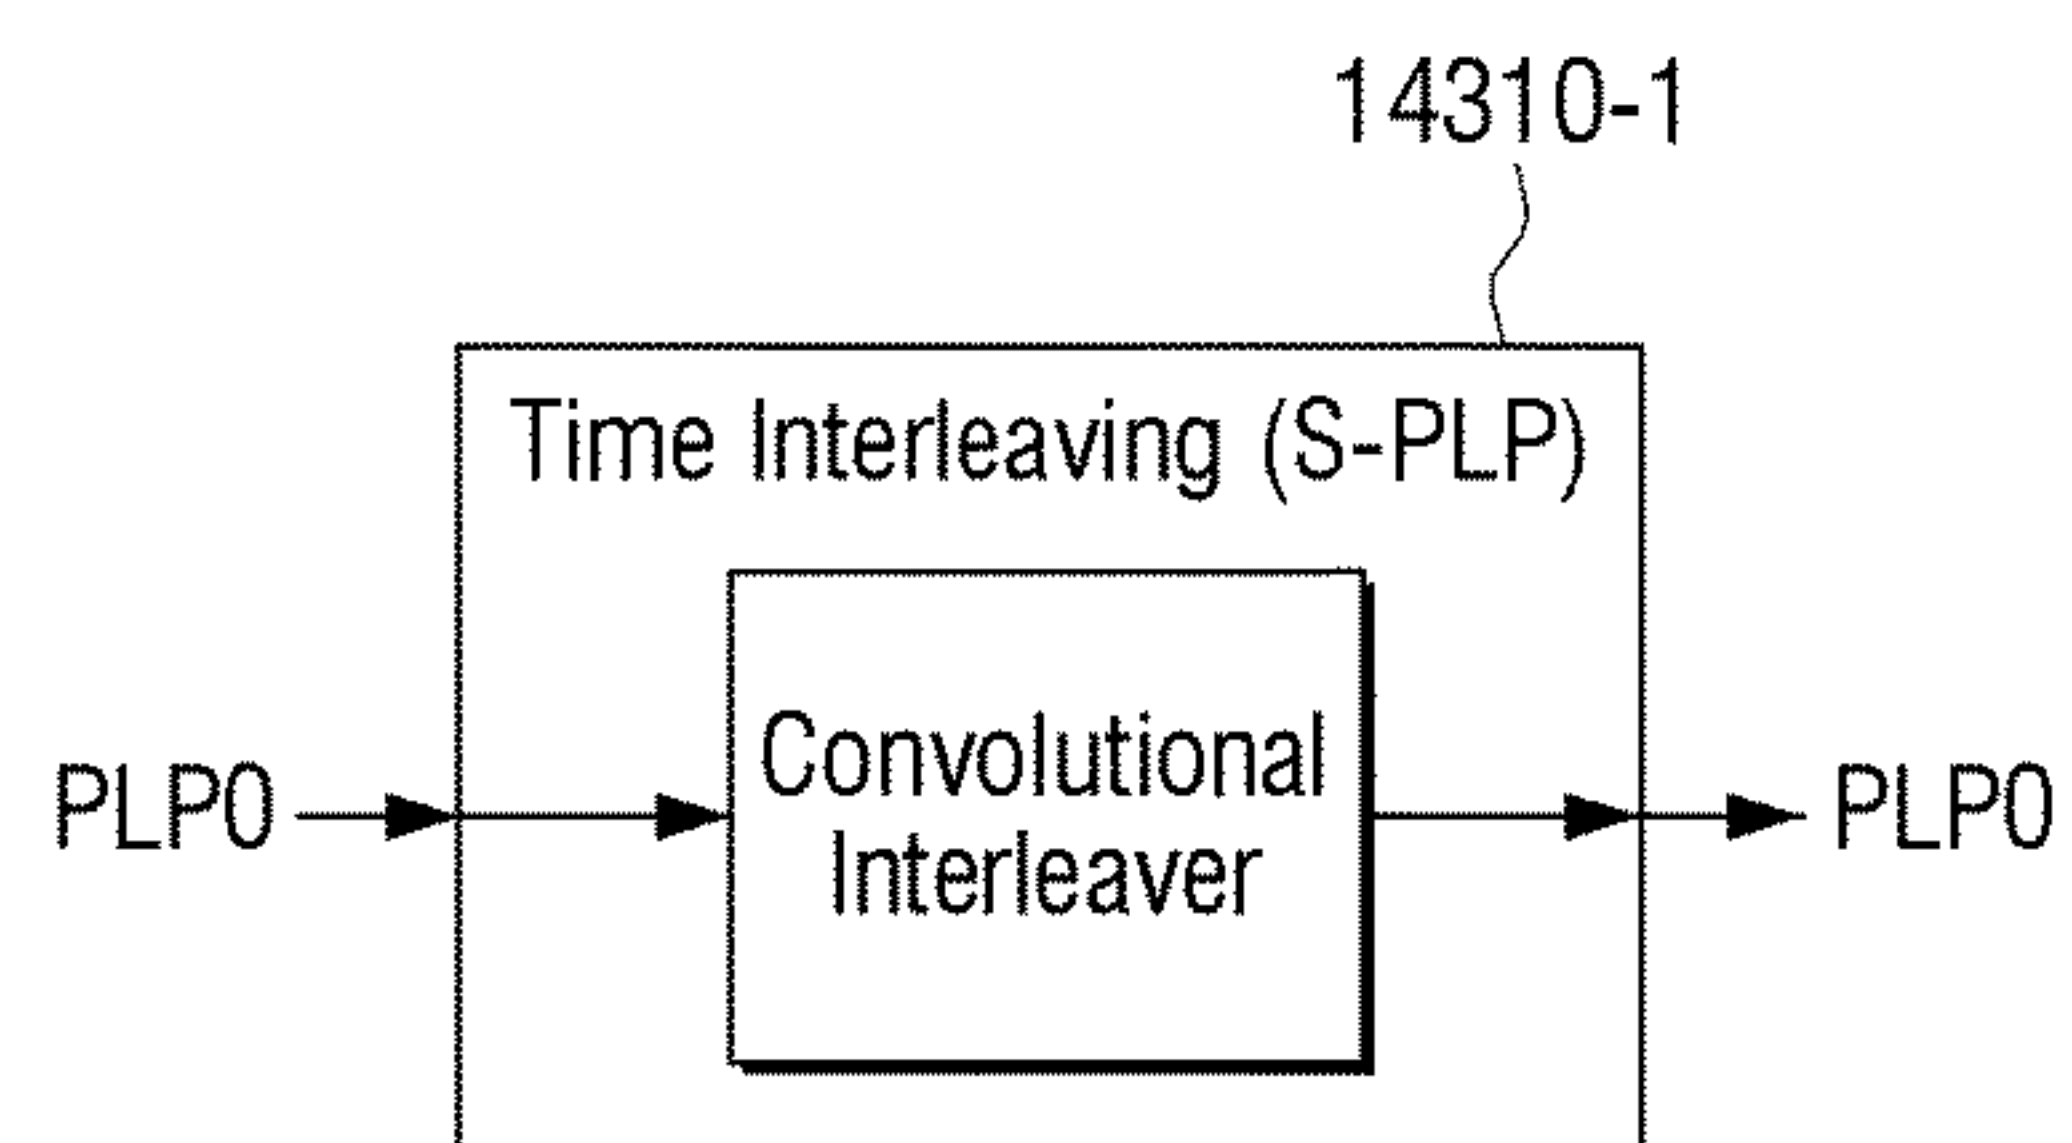 14310-1
Time Interleaving (S-PLP)
Convolutional
Interleaver
PLP0
PLP0